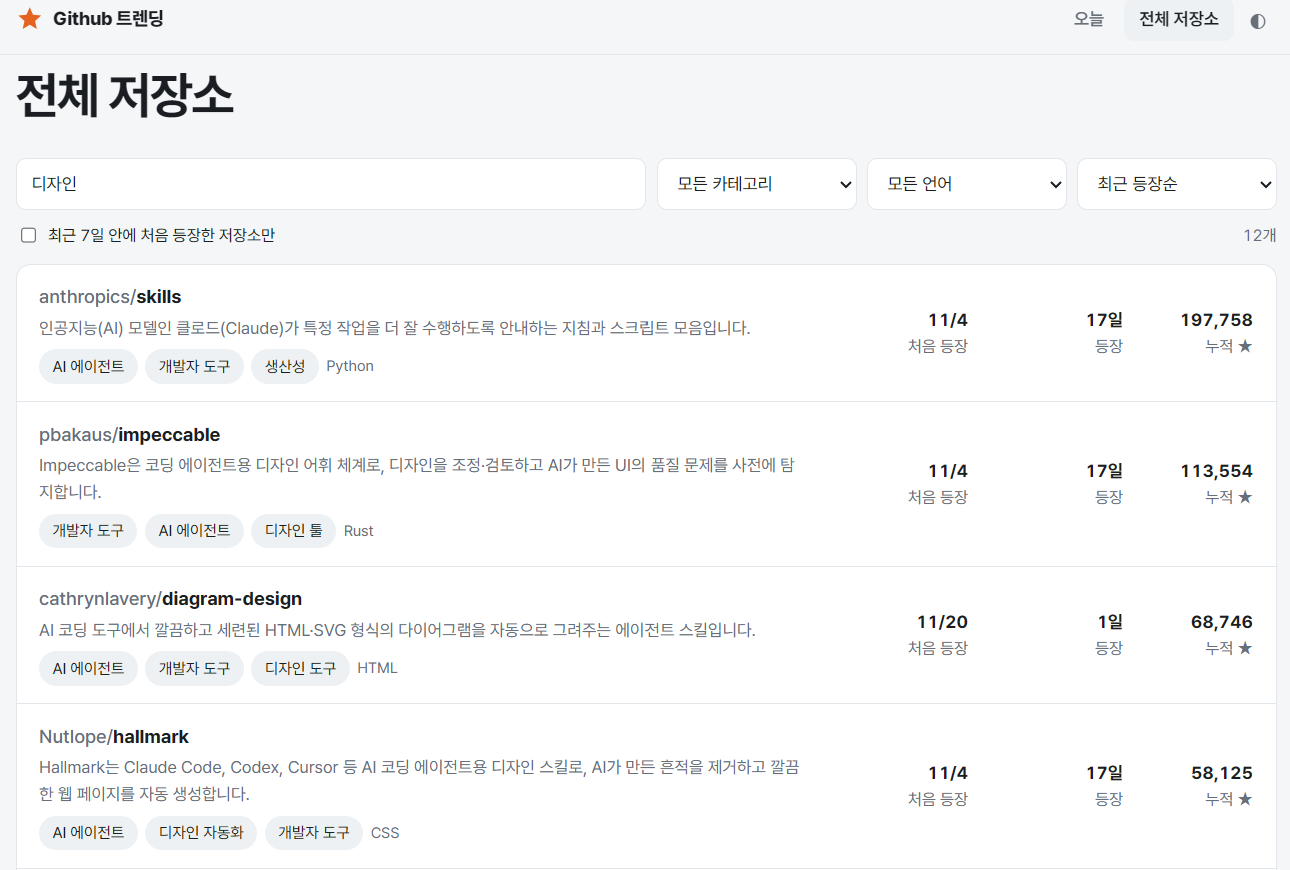 Github 트렌딩
오늘
전체 저장소
전체 저장소
디자인
모든 카테고리
모든 언어
최근 등장순
최근 7일 안에 처음 등장한 저장소만
12개
anthropics/skills
인공지능(AI) 모델인 클로드(Claude)가 특정 작업을 더 잘 수행하도록 안내하는 지침과 스크립트 모음입니다.
AI 에이전트 개발자 도구 생산성 Python
11/4 17일 197,758
처음 등장 등장 누적 ★
pbakaus/impeccable
Impeccable은 코딩 에이전트용 디자인 어휘 체계로, 디자인을 조정·검토하고 AI가 만든 UI의 품질 문제를 사전에 탐
지합니다.
개발자 도구 AI 에이전트 디자인 툴 Rust
11/4 17일 113,554
처음 등장 등장 누적 ★
cathrynlavery/diagram-design
AI 코딩 도구에서 깔끔하고 세련된 HTML·SVG 형식의 다이어그램을 자동으로 그려주는 에이전트 스킬입니다.
AI 에이전트 개발자 도구 디자인 도구 HTML
11/20 1일 68,746
처음 등장 등장 누적 ★
Nutlope/hallmark
Hallmark는 Claude Code, Codex, Cursor 등 AI 코딩 에이전트용 디자인 스킬로, AI가 만든 흔적을 제거하고 깔끔
한 웹 페이지를 자동 생성합니다.
AI 에이전트 디자인 자동화 개발자 도구 CSS
11/4 17일 58,125
처음 등장 등장 누적 ★